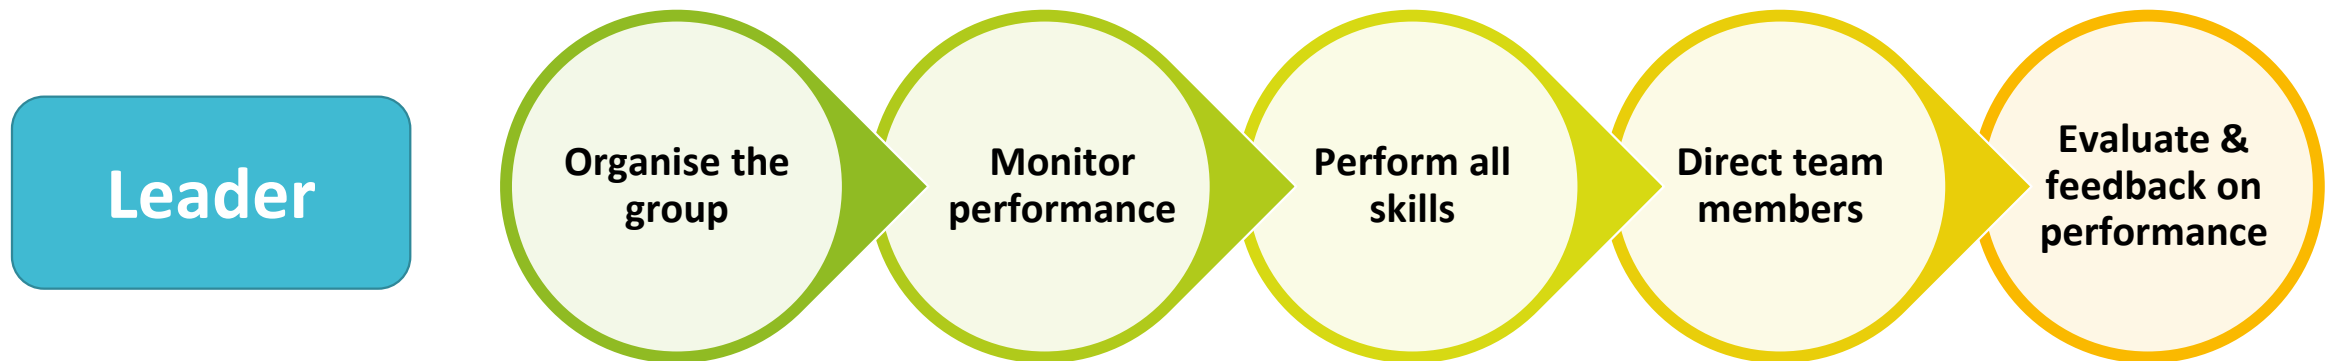 Leader
Organise the
group
Monitor
performance
Perform all
skills
Direct team
members
Evaluate &
feedback on
performance